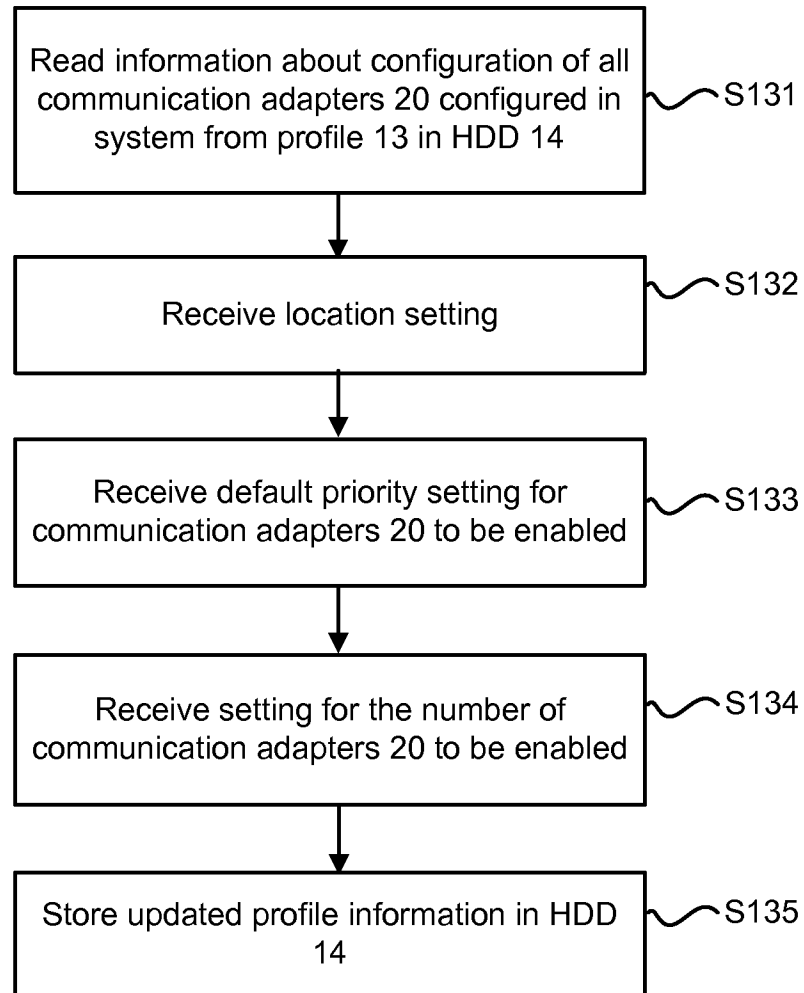 Read information about configuration of all
communication adapters 20 configured in
system from profile 13 in HDD 14
S131
Receive location setting
S132
Receive default priority setting for
communication adapters 20 to be enabled
S133
Receive setting for the number of
communication adapters 20 to be enabled
S134
Store updated profile information in HDD
14
S135